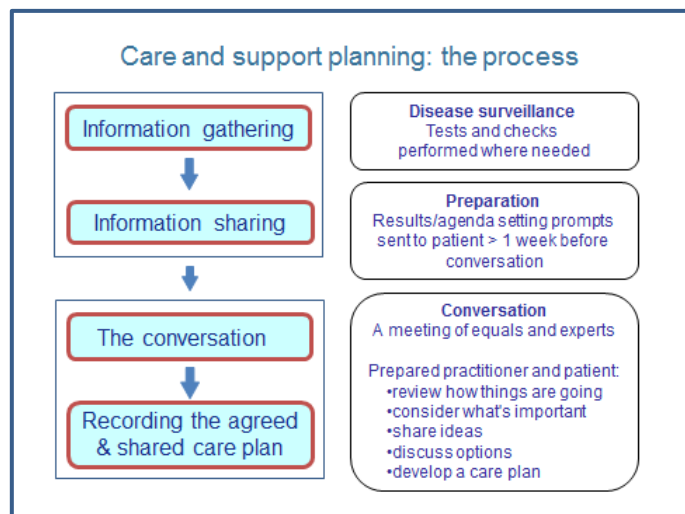 Care and support planning: the process
Information gathering
Information sharing
The conversation
Recording the agreed
& shared care plan
Disease surveillance
Tests and checks
performed where needed
Preparation
Results/agenda setting prompts
sent to patient > 1 week before
conversation
Conversation
A meeting of equals and experts
Prepared practitioner and patient:
•review how things are going
•consider what's important
•share ideas
•discuss options
•develop a care plan